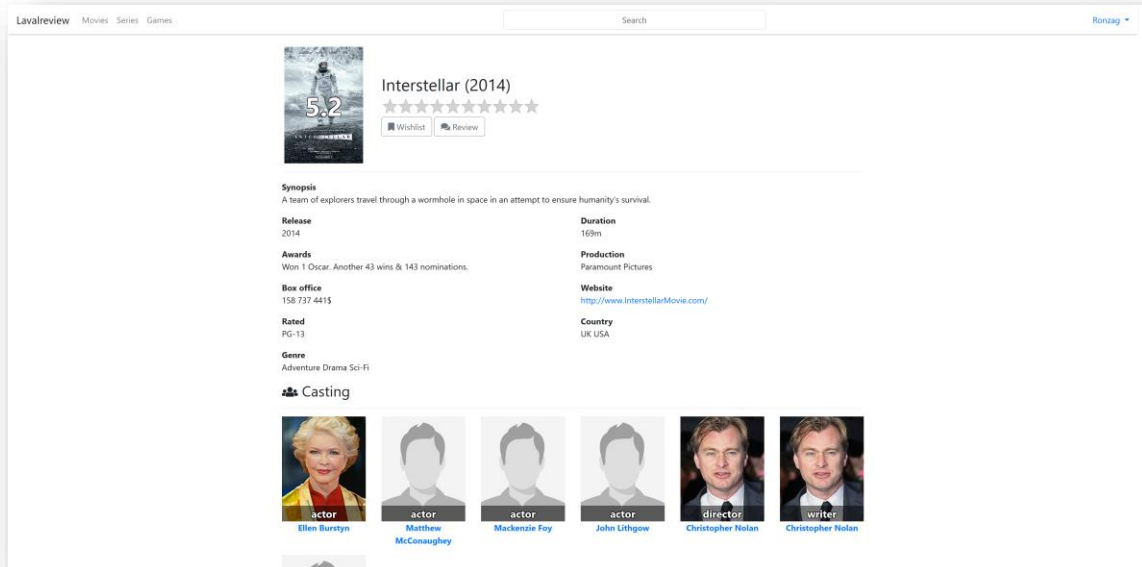 Lavalreview Movies Series Games Search Ronzag
5.2
INTERSTELLAR
Interstellar (2014)
Wishlist Review
Synopsis
A team of explorers travel through a wormhole in space in an attempt to ensure humanity's survival.
Release Duration
2014 169m
Awards Production
Won 1 Oscar. Another 43 wins & 143 nominations. Paramount Pictures
Box office Website
158 737 441$ http://www.InterstellarMovie.com/
Rated Country
PG-13 UK USA
Genre
Adventure Drama Sci-Fi
Casting
actor actor actor actor director writer
Ellen Burstyn Matthew McConaughey Mackenzie Foy John Lithgow Christopher Nolan Christopher Nolan